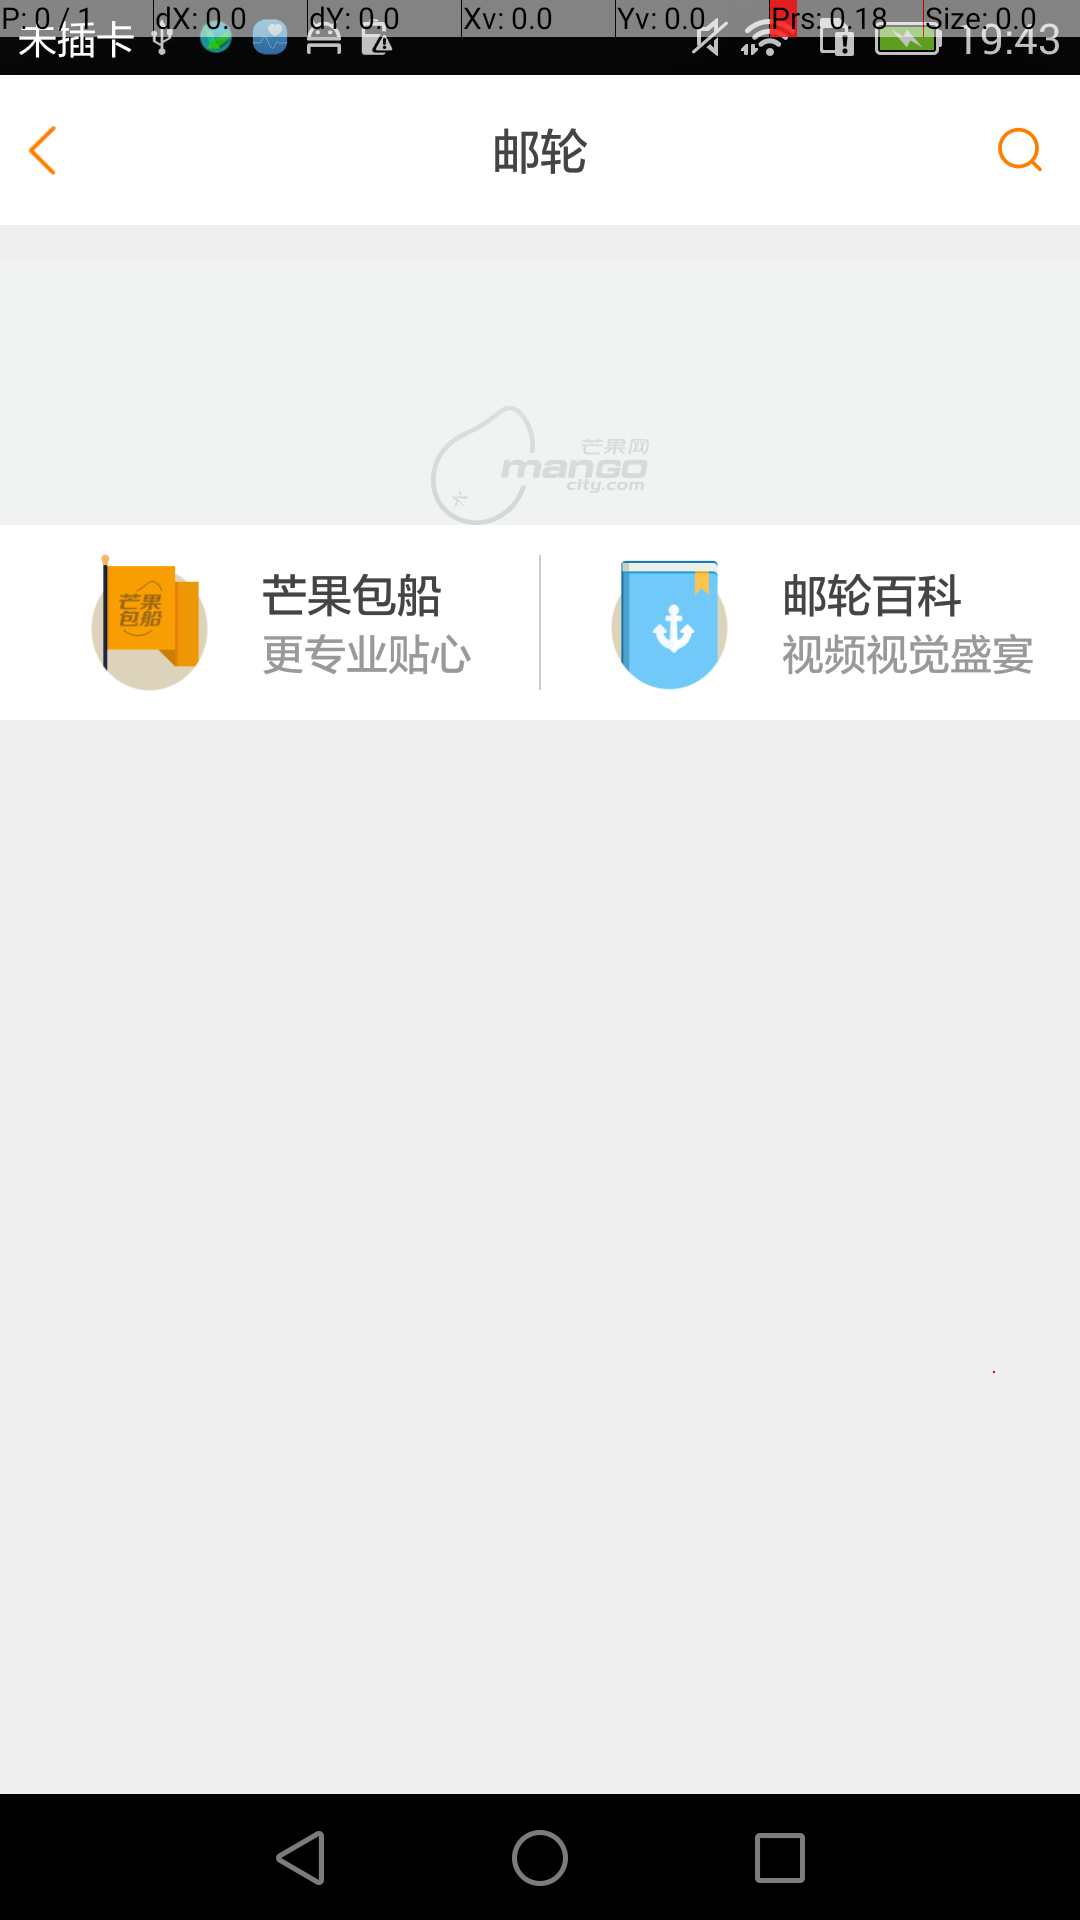 P: 0 / 1 dX: 0.0 dY: 0.0 Xv: 0.0 Yv: 0.0 Prs: 0.18 Size: 0.0
未插卡 19:43
邮轮
芒果网
mango
city.com
芒果包船
更专业贴心
芒果
包船
邮轮百科
视频视觉盛宴